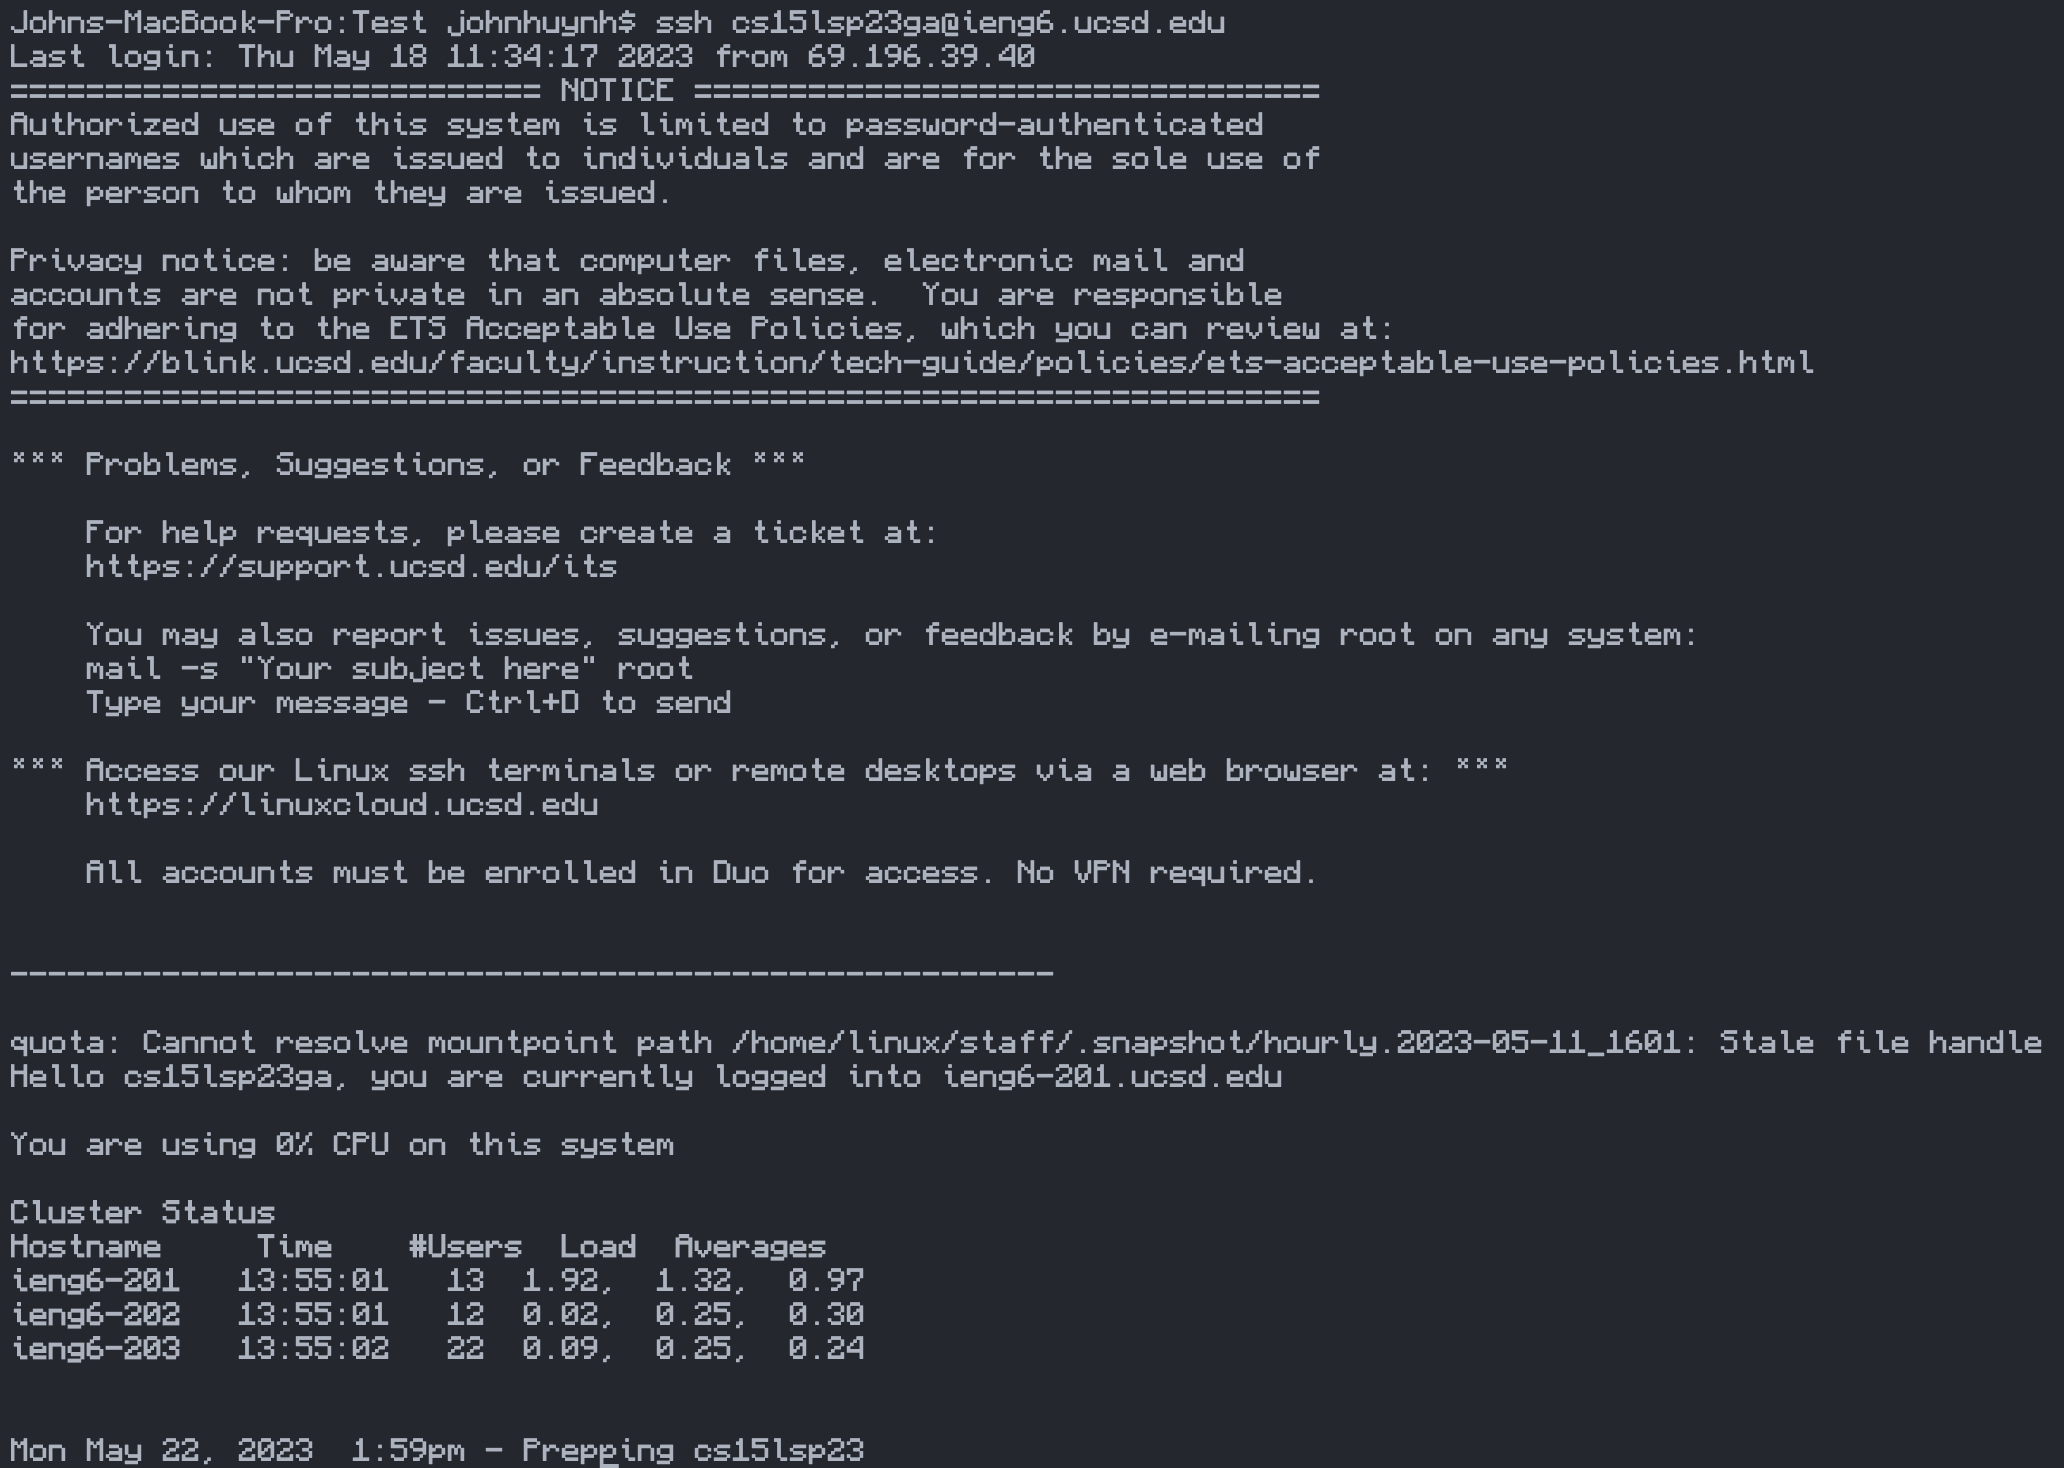 Johns-MacBook-Pro:Test johnhuynh$ ssh cs15lsp23ga@ieng6.ucsd.edu
Last login: Thu May 18 11:34:17 2023 from 69.196.39.40
============================ NOTICE =================================
Authorized use of this system is limited to password-authenticated
usernames which are issued to individuals and are for the sole use of
the person to whom they are issued.

Privacy notice: be aware that computer files, electronic mail and
accounts are not private in an absolute sense.  You are responsible
for adhering to the ETS Acceptable Use Policies, which you can review at:
https://blink.ucsd.edu/faculty/instruction/tech-guide/policies/ets-acceptable-use-policies.html
=====================================================================

*** Problems, Suggestions, or Feedback ***

    For help requests, please create a ticket at:
    https://support.ucsd.edu/its

    You may also report issues, suggestions, or feedback by e-mailing root on any system:
    mail -s "Your subject here" root
    Type your message - Ctrl+D to send

*** Access our Linux ssh terminals or remote desktops via a web browser at: ***
    https://linuxcloud.ucsd.edu

    All accounts must be enrolled in Duo for access. No VPN required.

-------------------------------------------------------

quota: Cannot resolve mountpoint path /home/linux/staff/.snapshot/hourly.2023-05-11_1601: Stale file handle
Hello cs15lsp23ga, you are currently logged into ieng6-201.ucsd.edu

You are using 0% CPU on this system

Cluster Status
Hostname     Time    #Users  Load  Averages
ieng6-201   13:55:01   13  1.92,  1.32,  0.97
ieng6-202   13:55:01   12  0.02,  0.25,  0.30
ieng6-203   13:55:02   22  0.09,  0.25,  0.24

Mon May 22, 2023  1:59pm - Prepping cs15lsp23